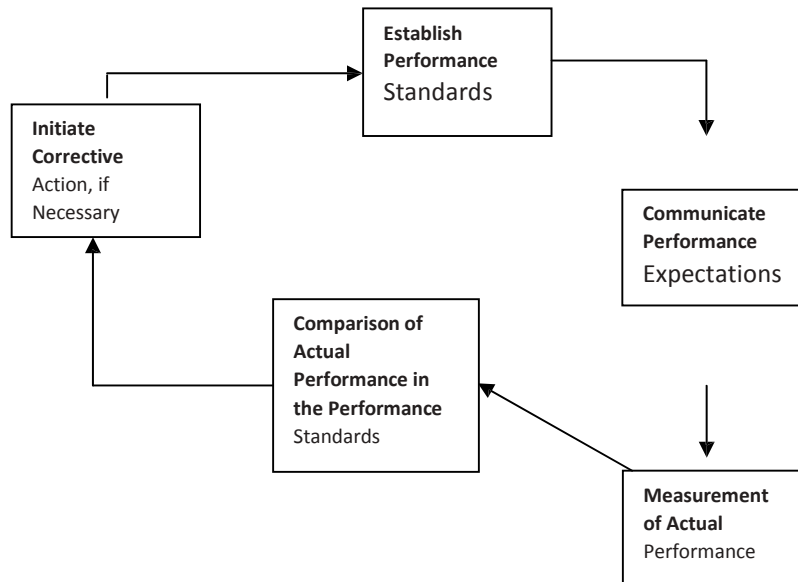 Establish
Performance
Standards
Communicate
Performance
Expectations
Measurement
of Actual
Performance
Comparison of
Actual
Performance in
the Performance
Standards
Initiate
Corrective
Action, if
Necessary